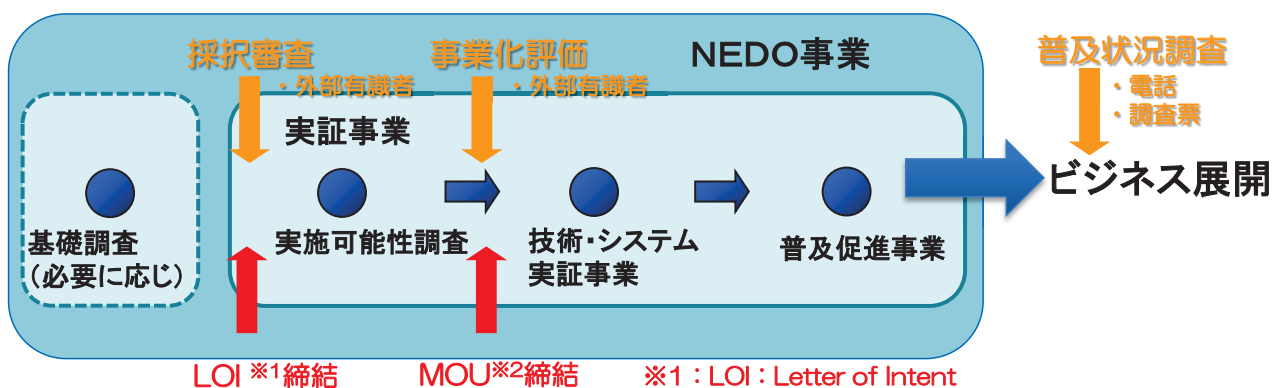 採択審査
・外部有識者
事業化評価
・外部有識者
NEDO事業
普及状況調査
・電話
・調査票
実証事業
ビジネス展開
基礎調査
(必要に応じ)
実施可能性調査
技術・システム
実証事業
普及促進事業
LOI ※1締結
MOU※2締結
※1：LOI：Letter of Intent